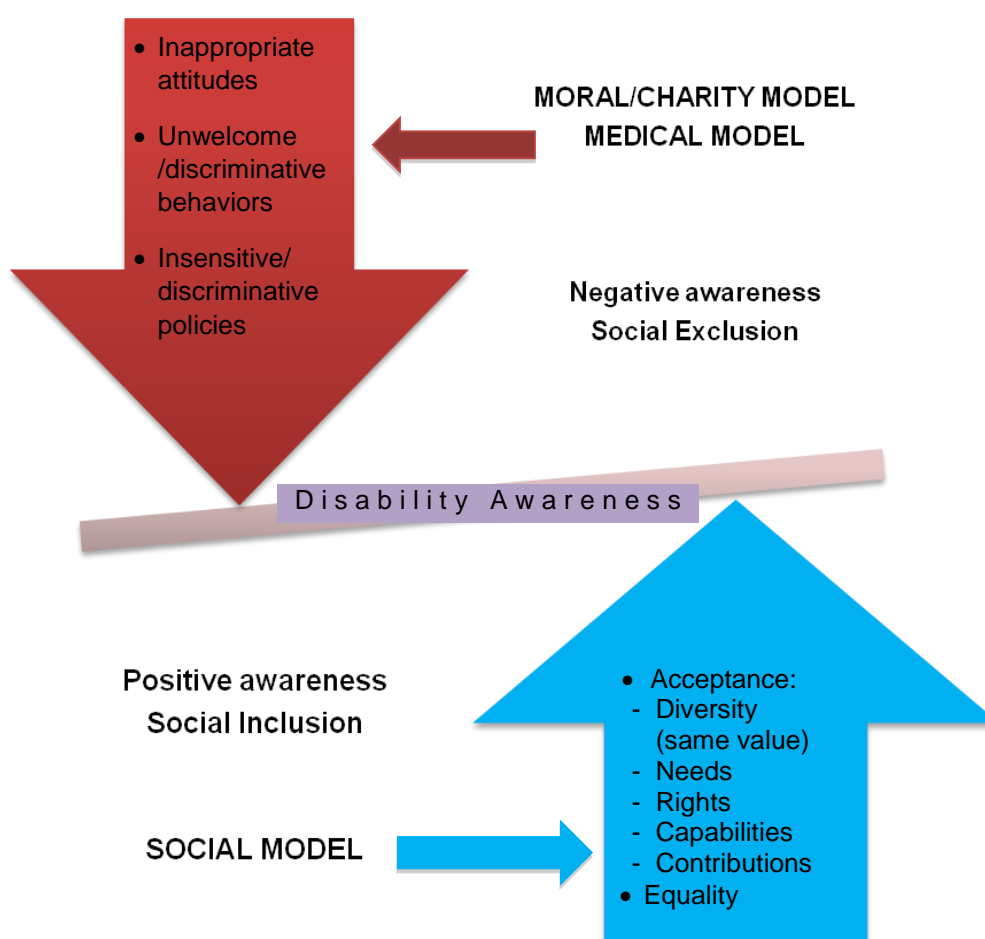 • Inappropriate
attitudes
• Unwelcome
/discriminative
behaviors
• Insensitive/
discriminative
policies
MORAL/CHARITY MODEL
MEDICAL MODEL
Negative awareness
Social Exclusion
Disability Awareness
Positive awareness
Social Inclusion
SOCIAL MODEL
• Acceptance:
- Diversity
(same value)
- Needs
- Rights
- Capabilities
- Contributions
• Equality